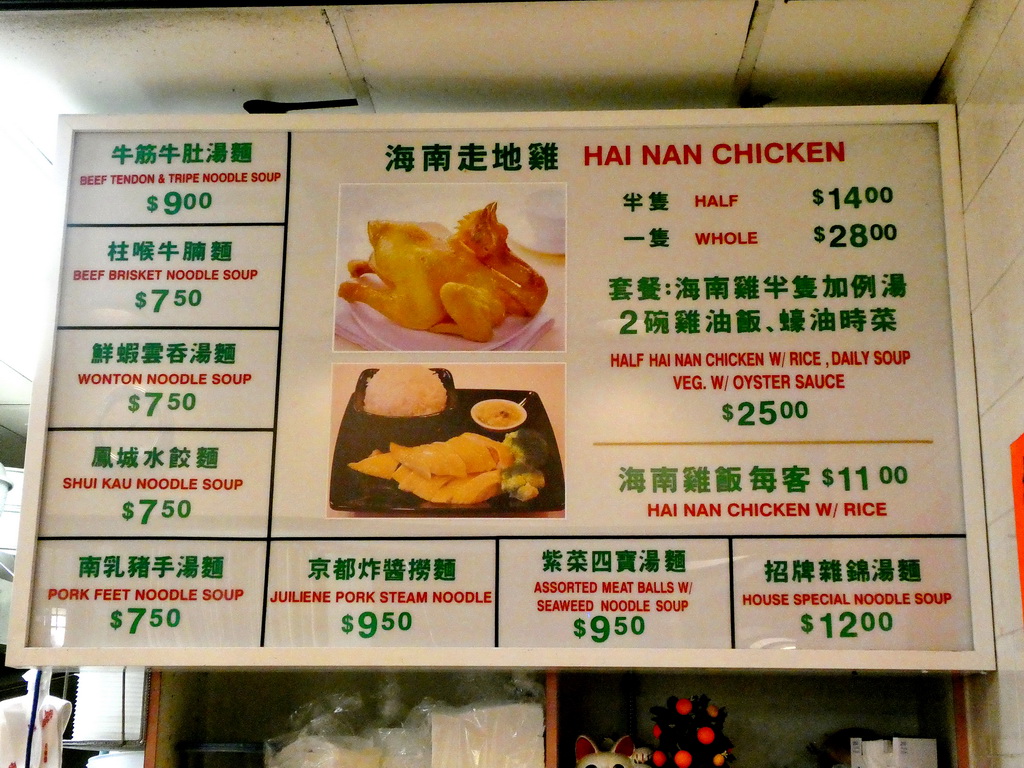 牛筋牛肚湯麵
BEEF TENDON & TRIPE NOODLE SOUP
$9.00
柱喉牛腩麵
BEEF BRISKET NOODLE SOUP
$7.50
鮮蝦雲吞湯麵
WONTON NOODLE SOUP
$7.50
鳳城水餃麵
SHUI KAU NOODLE SOUP
$7.50
南乳豬手湯麵
PORK FEET NOODLE SOUP
$7.50
海南走地雞 HAI NAN CHICKEN
半隻 HALF $14.00
一隻 WHOLE $28.00
套餐:海南雞半隻加例湯
2碗雞油飯、蠔油時菜
HALF HAI NAN CHICKEN W/ RICE , DAILY SOUP
VEG. W/ OYSTER SAUCE
$25.00
海南雞飯每客 $11.00
HAI NAN CHICKEN W/ RICE
京都炸醬撈麵
JUILIENE PORK STEAM NOODLE
$9.50
紫菜四寶湯麵
ASSORTED MEAT BALLS W/
SEAWEED NOODLE SOUP
$9.50
招牌雜錦湯麵
HOUSE SPECIAL NOODLE SOUP
$12.00